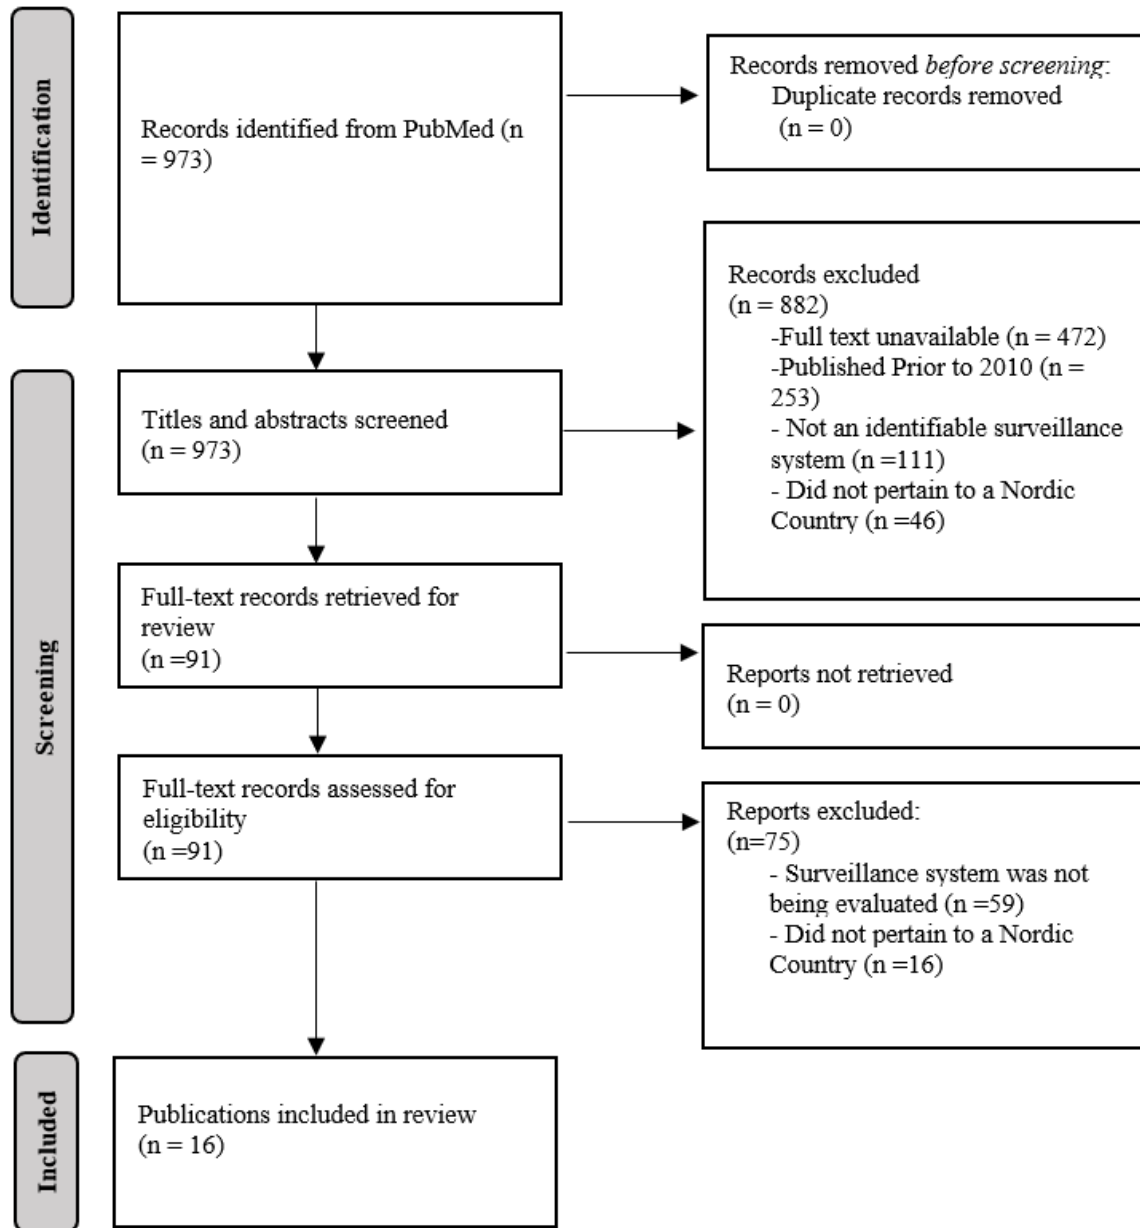 Identification
Records identified from PubMed (n
= 973)
Records removed before screening:
Duplicate records removed
(n = 0)
Screening
Titles and abstracts screened
(n = 973)
Records excluded
(n = 882)
-Full text unavailable (n = 472)
-Published Prior to 2010 (n =
253)
- Not an identifiable surveillance
system (n =111)
- Did not pertain to a Nordic
Country (n =46)
Full-text records retrieved for
review
(n =91)
Reports not retrieved
(n = 0)
Full-text records assessed for
eligibility
(n =91)
Reports excluded:
(n=75)
- Surveillance system was not
being evaluated (n =59)
- Did not pertain to a Nordic
Country (n =16)
Included
Publications included in review
(n = 16)